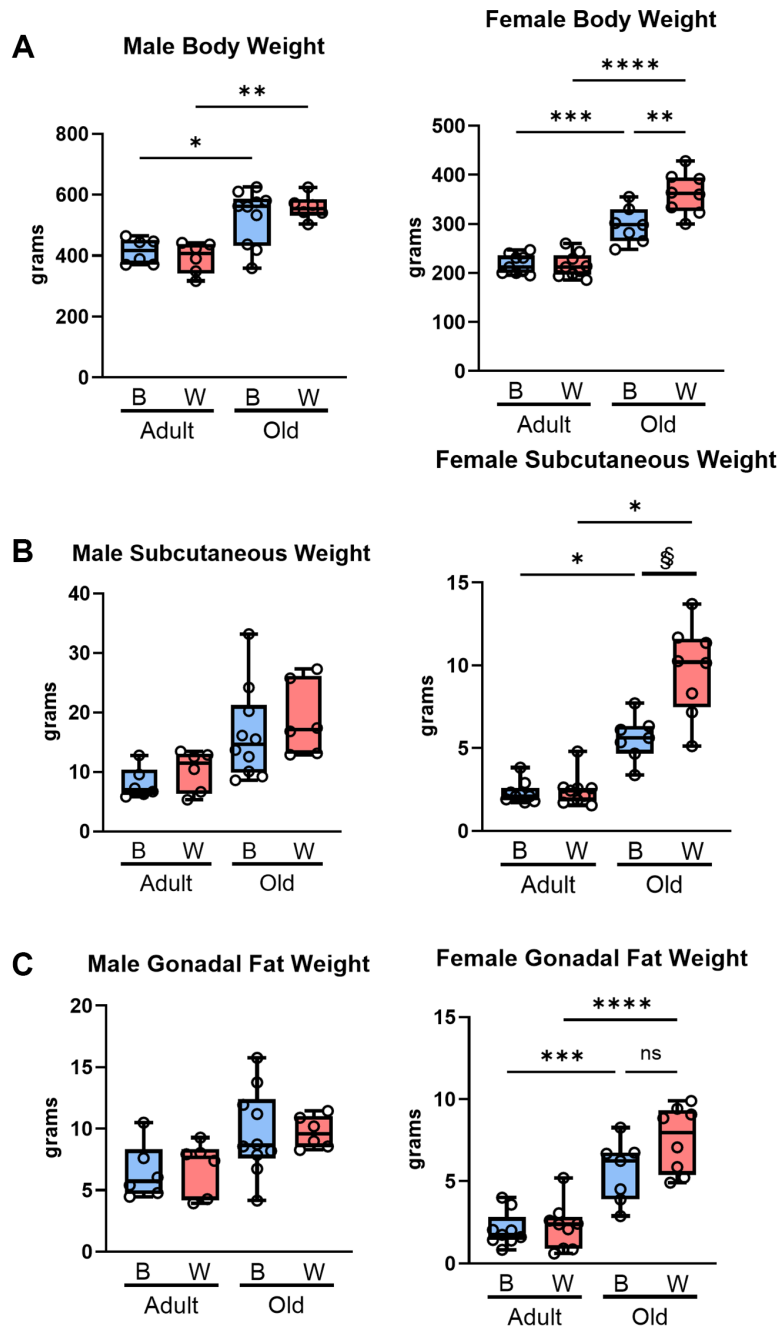 A
Male Body Weight
**
*
800
600
400
200
0
grams
B W B W
Adult Old
Female Body Weight
****
*** **
500
400
300
200
100
0
grams
B W B W
Adult Old
B
Male Subcutaneous Weight
40
30
20
10
0
grams
B W B W
Adult Old
Female Subcutaneous Weight
*
* §
15
10
5
0
grams
B W B W
Adult Old
C
Male Gonadal Fat Weight
20
15
10
5
0
grams
B W B W
Adult Old
Female Gonadal Fat Weight
****
*** ns
15
10
5
0
grams
B W B W
Adult Old